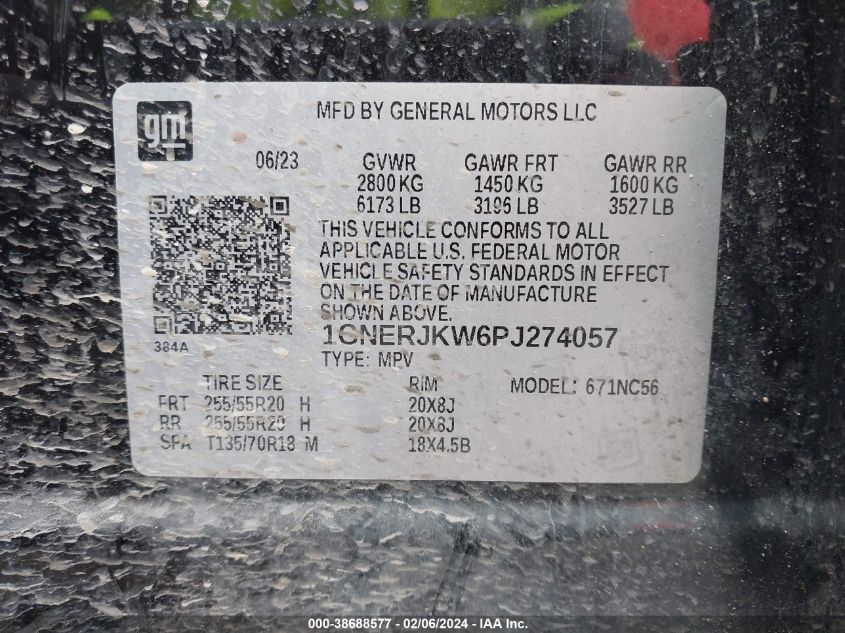 gm
MFD BY GENERAL MOTORS LLC
06/23 GVWR GAWR FRT GAWR RR
2800 KG 1450 KG 1600 KG
6173 LB 3196 LB 3527 LB
THIS VEHICLE CONFORMS TO ALL
APPLICABLE U.S. FEDERAL MOTOR
VEHICLE SAFETY STANDARDS IN EFFECT
ON THE DATE OF MANUFACTURE
SHOWN ABOVE.
384A
1GNERJKW6PJ274057
TYPE: MPV
TIRE SIZE RIM MODEL: 671NC56
FRT 255/55R20 H 20X8J
RR 255/55R20 H 20X8J
SPA T135/70R18 M 18X4.5B
000-38688577 - 02/06/2024 - IAAI, Inc.